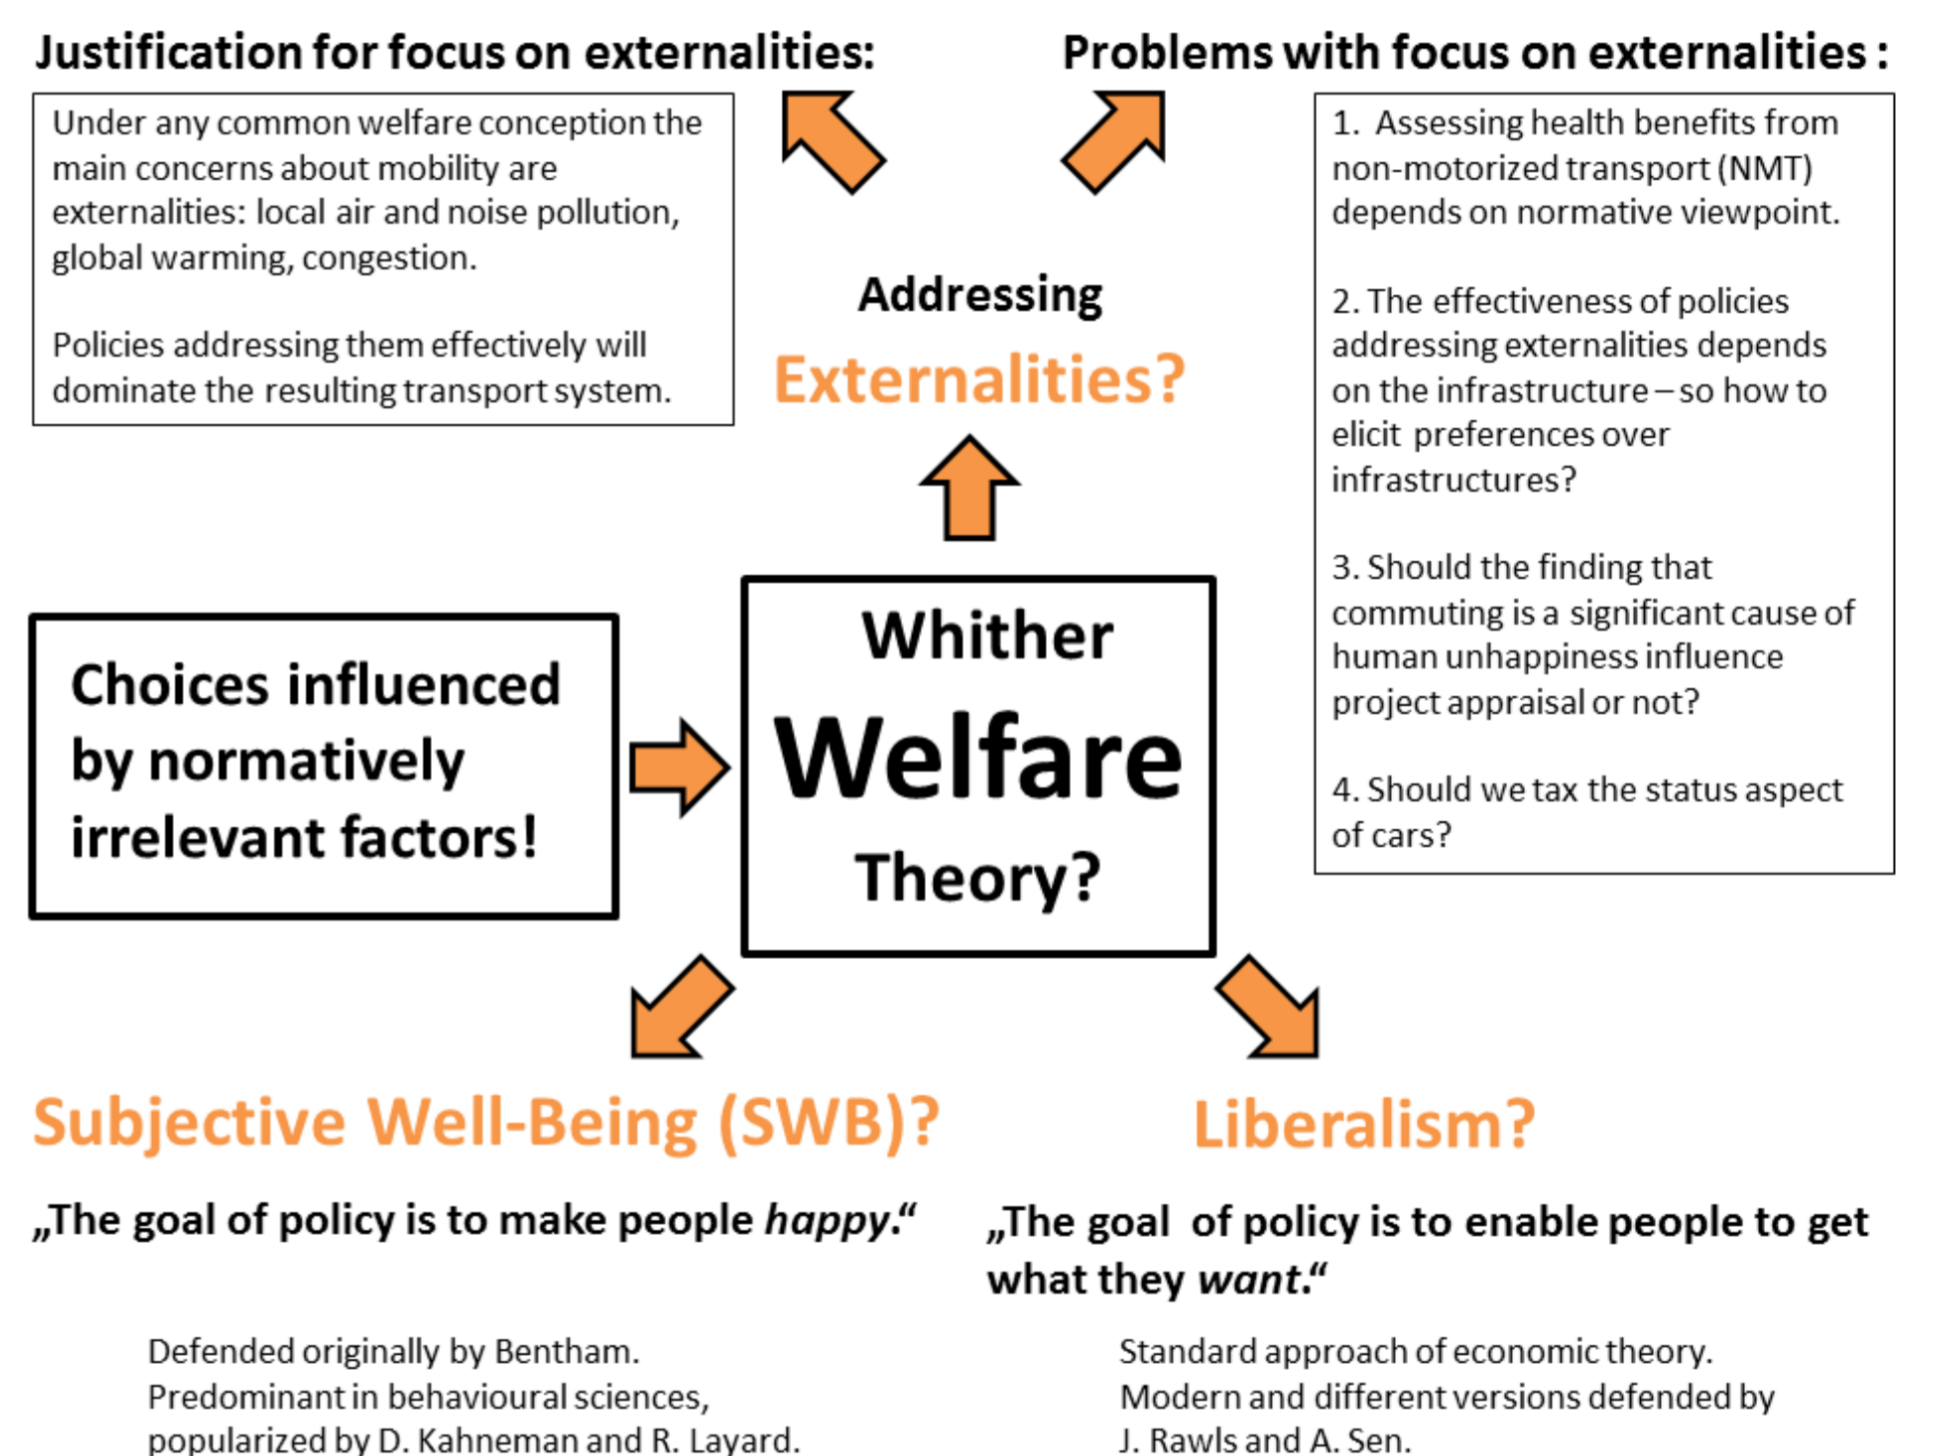 Justification for focus on externalities:
Under any common welfare conception the
main concerns about mobility are
externalities: local air and noise pollution,
global warming, congestion.
Policies addressing them effectively will
dominate the resulting transport system.
Problems with focus on externalities :
1. Assessing health benefits from
non-motorized transport (NMT)
depends on normative viewpoint.
2. The effectiveness of policies
addressing externalities depends
on the infrastructure – so how to
elicit preferences over
infrastructures?
3. Should the finding that
commuting is a significant cause of
human unhappiness influence
project appraisal or not?
4. Should we tax the status aspect
of cars?
Addressing
Externalities?
Choices influenced
by normatively
irrelevant factors!
Whither
Welfare
Theory?
Subjective Well-Being (SWB)?
„The goal of policy is to make people happy.“
Defended originally by Bentham.
Predominant in behavioural sciences,
popularized by D. Kahneman and R. Layard.
Liberalism?
„The goal of policy is to enable people to get
what they want.“
Standard approach of economic theory.
Modern and different versions defended by
J. Rawls and A. Sen.